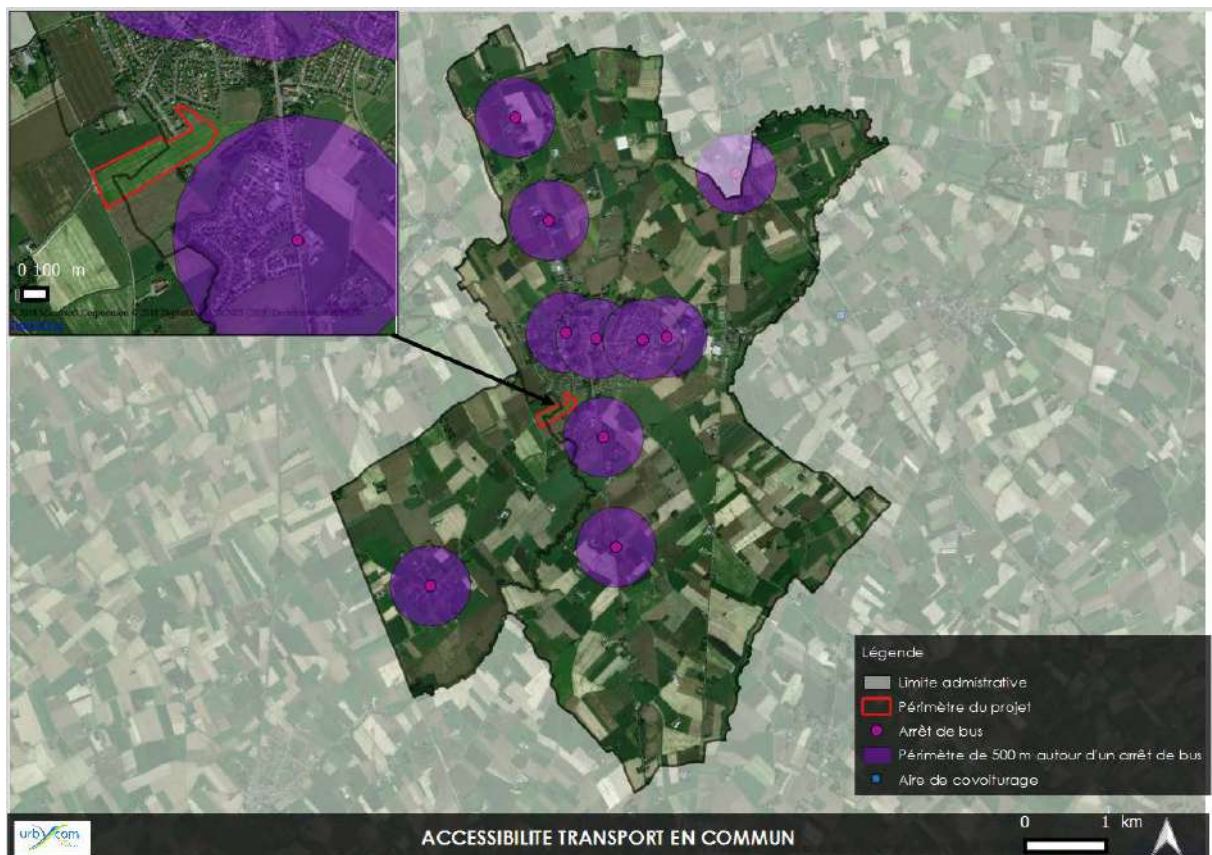 0 100 m
Légende
Limite admistrative
Périmètre du projet
Arrêt de bus
Périmètre de 500 m autour d'un arrêt de bus
Aire de covoiturage
urbycom
ACCESSIBILITE TRANSPORT EN COMMUN
0 1 km